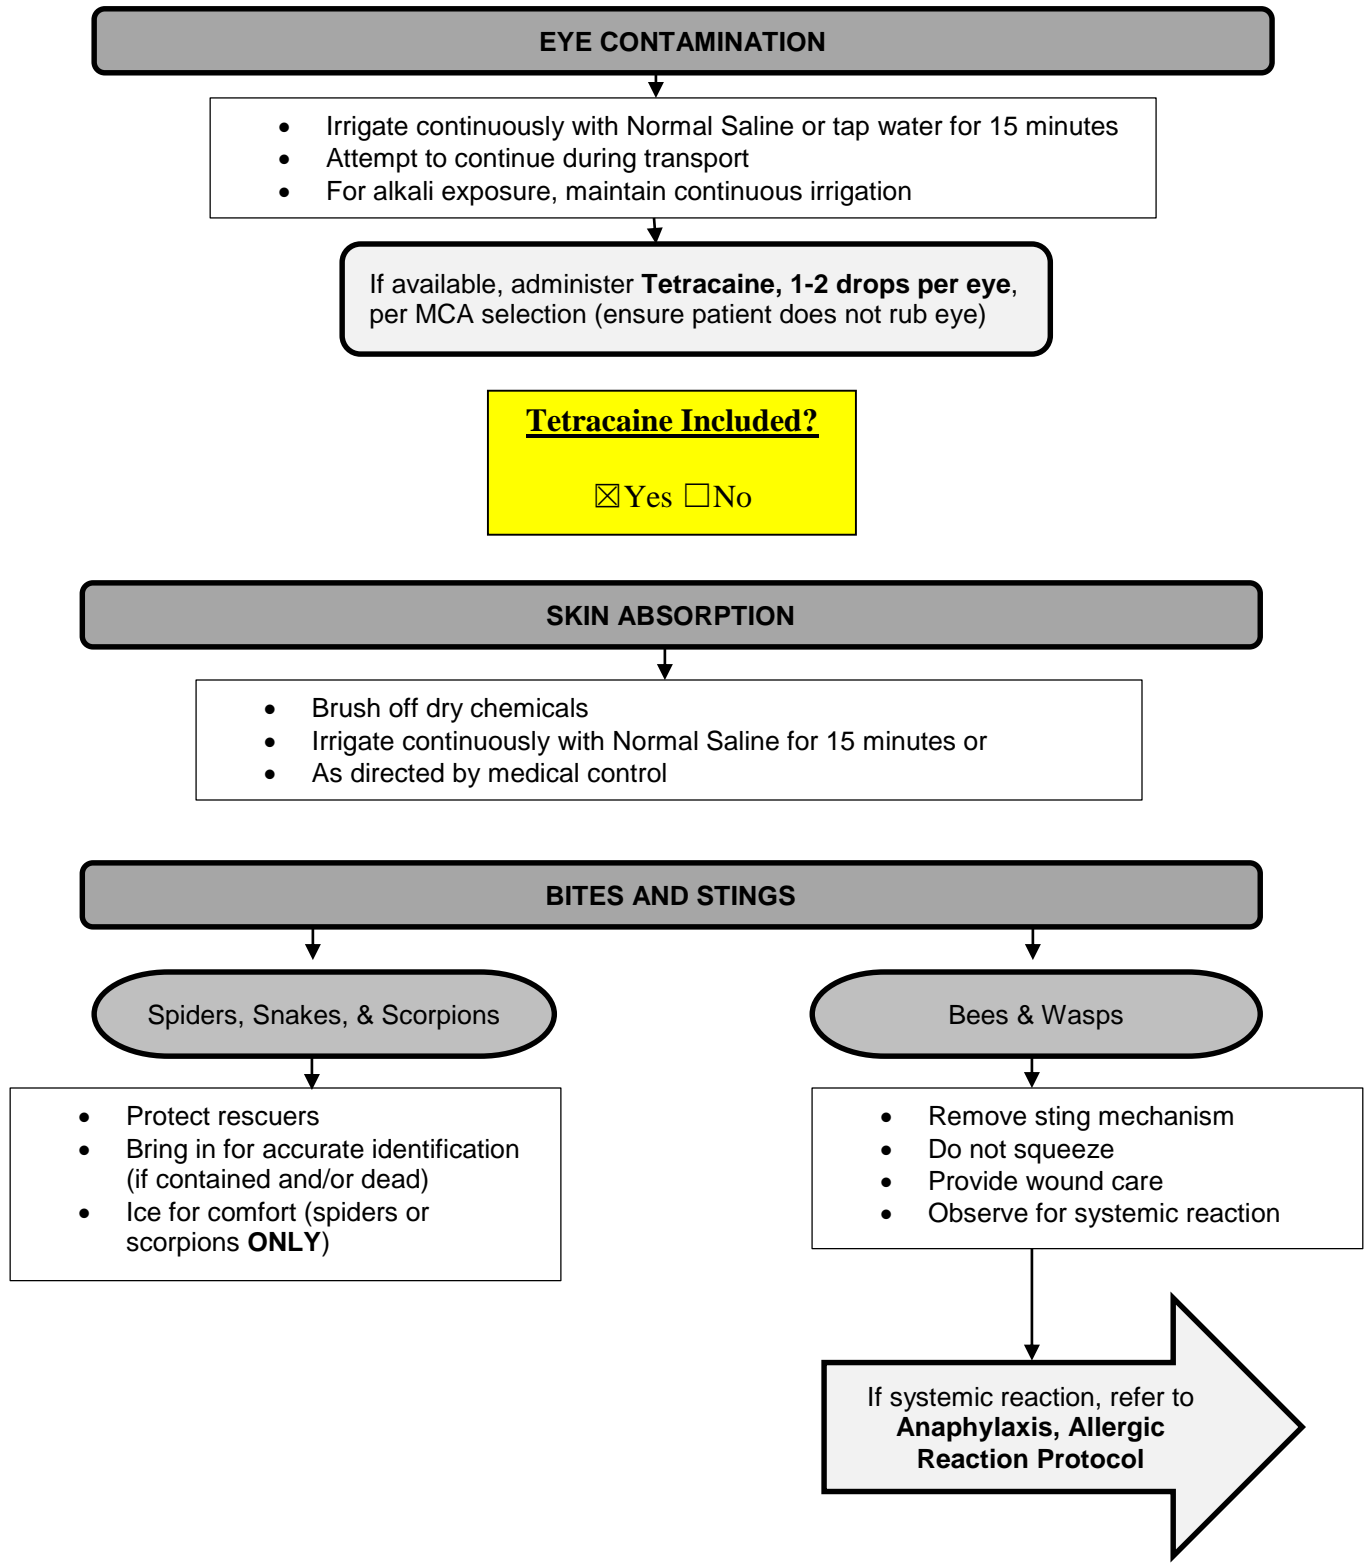 EYE CONTAMINATION
• Irrigate continuously with Normal Saline or tap water for 15 minutes
• Attempt to continue during transport
• For alkali exposure, maintain continuous irrigation
If available, administer Tetracaine, 1-2 drops per eye,
per MCA selection (ensure patient does not rub eye)
Tetracaine Included?
☒Yes ☐No
SKIN ABSORPTION
• Brush off dry chemicals
• Irrigate continuously with Normal Saline for 15 minutes or
• As directed by medical control
BITES AND STINGS
Spiders, Snakes, & Scorpions
• Protect rescuers
• Bring in for accurate identification
(if contained and/or dead)
• Ice for comfort (spiders or
scorpions ONLY)
Bees & Wasps
• Remove sting mechanism
• Do not squeeze
• Provide wound care
• Observe for systemic reaction
If systemic reaction, refer to
Anaphylaxis, Allergic
Reaction Protocol